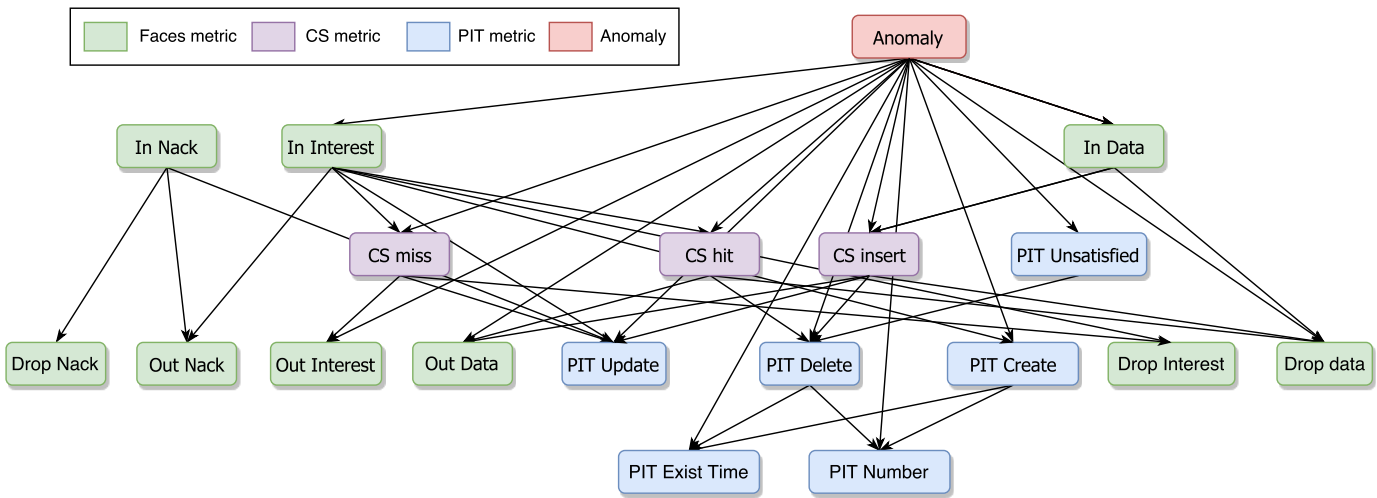 Faces metric CS metric PIT metric Anomaly
Anomaly
In Nack In Interest In Data
CS miss CS hit CS insert PIT Unsatisfied
Drop Nack Out Nack Out Interest Out Data PIT Update PIT Delete PIT Create Drop Interest Drop data
PIT Exist Time PIT Number